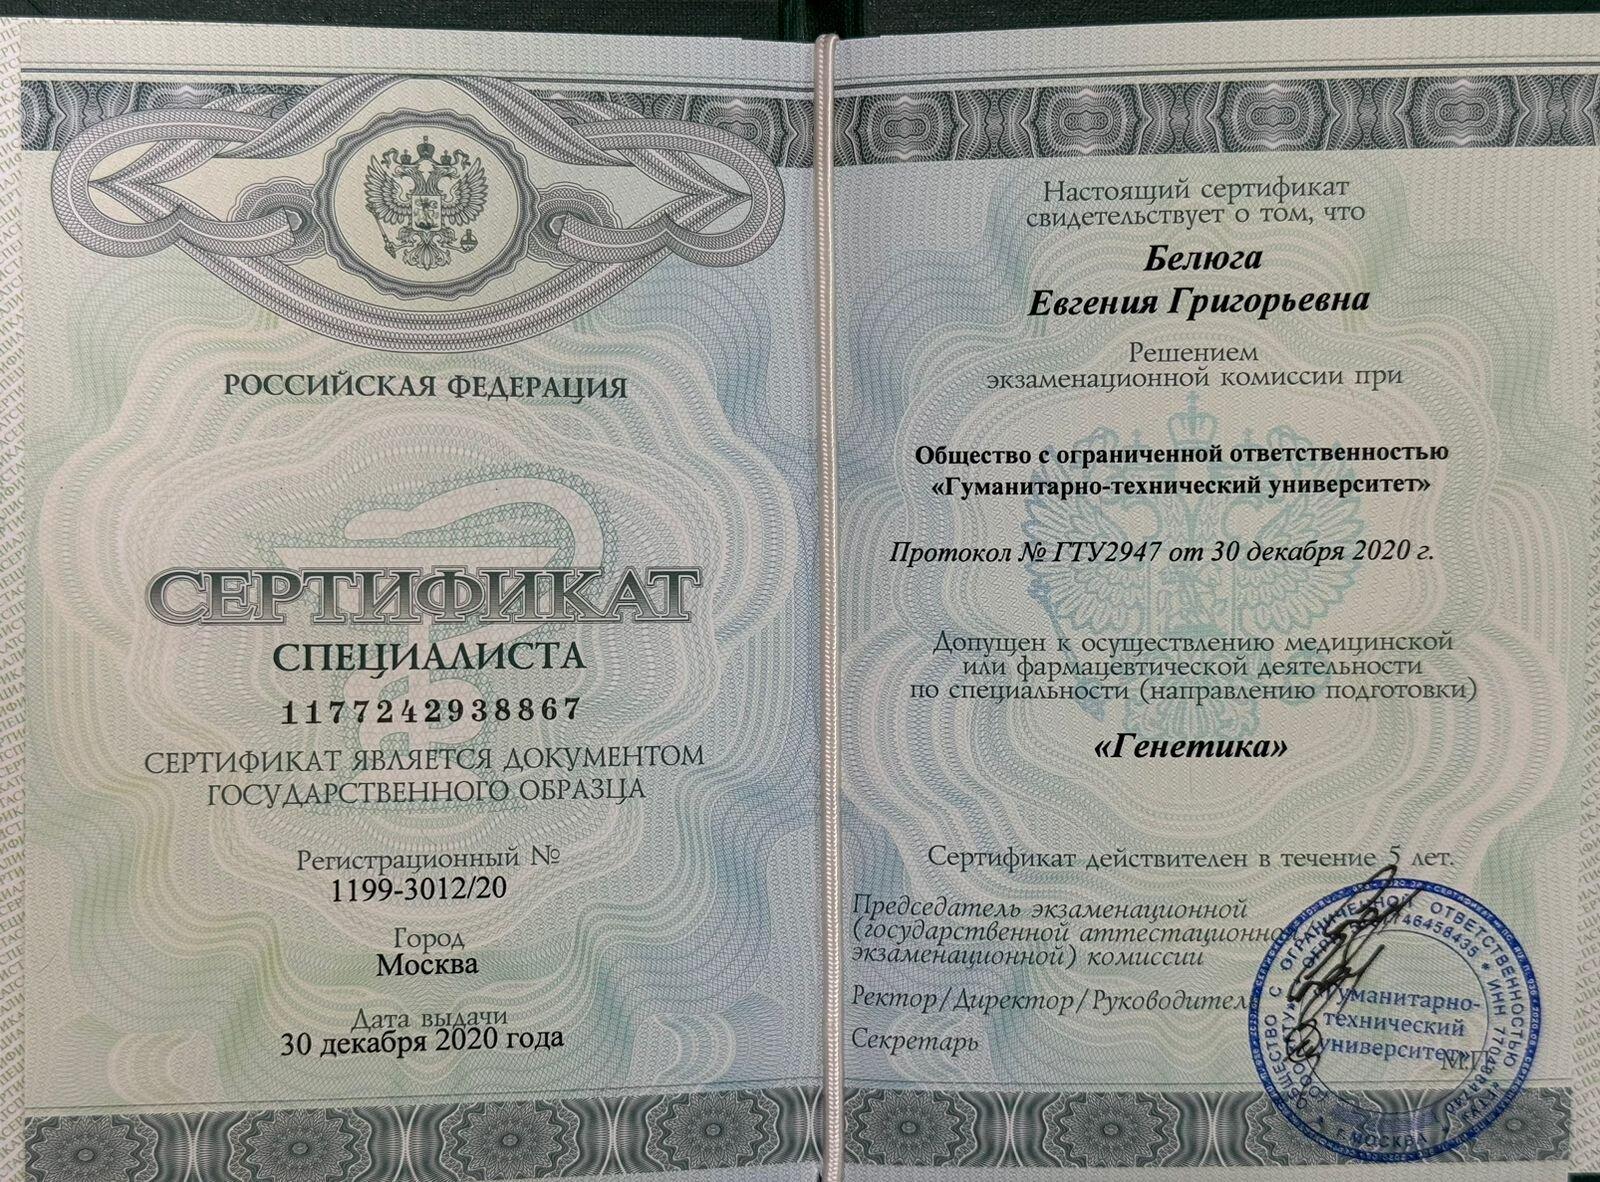 РОССИЙСКАЯ ФЕДЕРАЦИЯ
СЕРТИФИКАТ
СПЕЦИАЛИСТА
1177242938867
СЕРТИФИКАТ ЯВЛЯЕТСЯ ДОКУМЕНТОМ
ГОСУДАРСТВЕННОГО ОБРАЗЦА
Регистрационный №
1199-3012/20
Город
Москва
Дата выдачи
30 декабря 2020 года
Настоящий сертификат
свидетельствует о том, что
Белюга
Евгения Григорьевна
Решением
экзаменационной комиссии при
Общество с ограниченной ответственностью
«Гуманитарно-технический университет»
Протокол № ГТУ2947 от 30 декабря 2020 г.
Допущен к осуществлению медицинской
или фармацевтической деятельности
по специальности (направлению подготовки)
«Генетика»
Сертификат действителен в течение 5 лет.
Председатель экзаменационной
(государственной аттестационной
экзаменационной) комиссии
Ректор/Директор/Руководитель
Секретарь
М.П.
ОБЩЕСТВО С ОГРАНИЧЕННОЙ ОТВЕТСТВЕННОСТЬЮ
Гуманитарно-
технический
университет»
г. МОСКВА